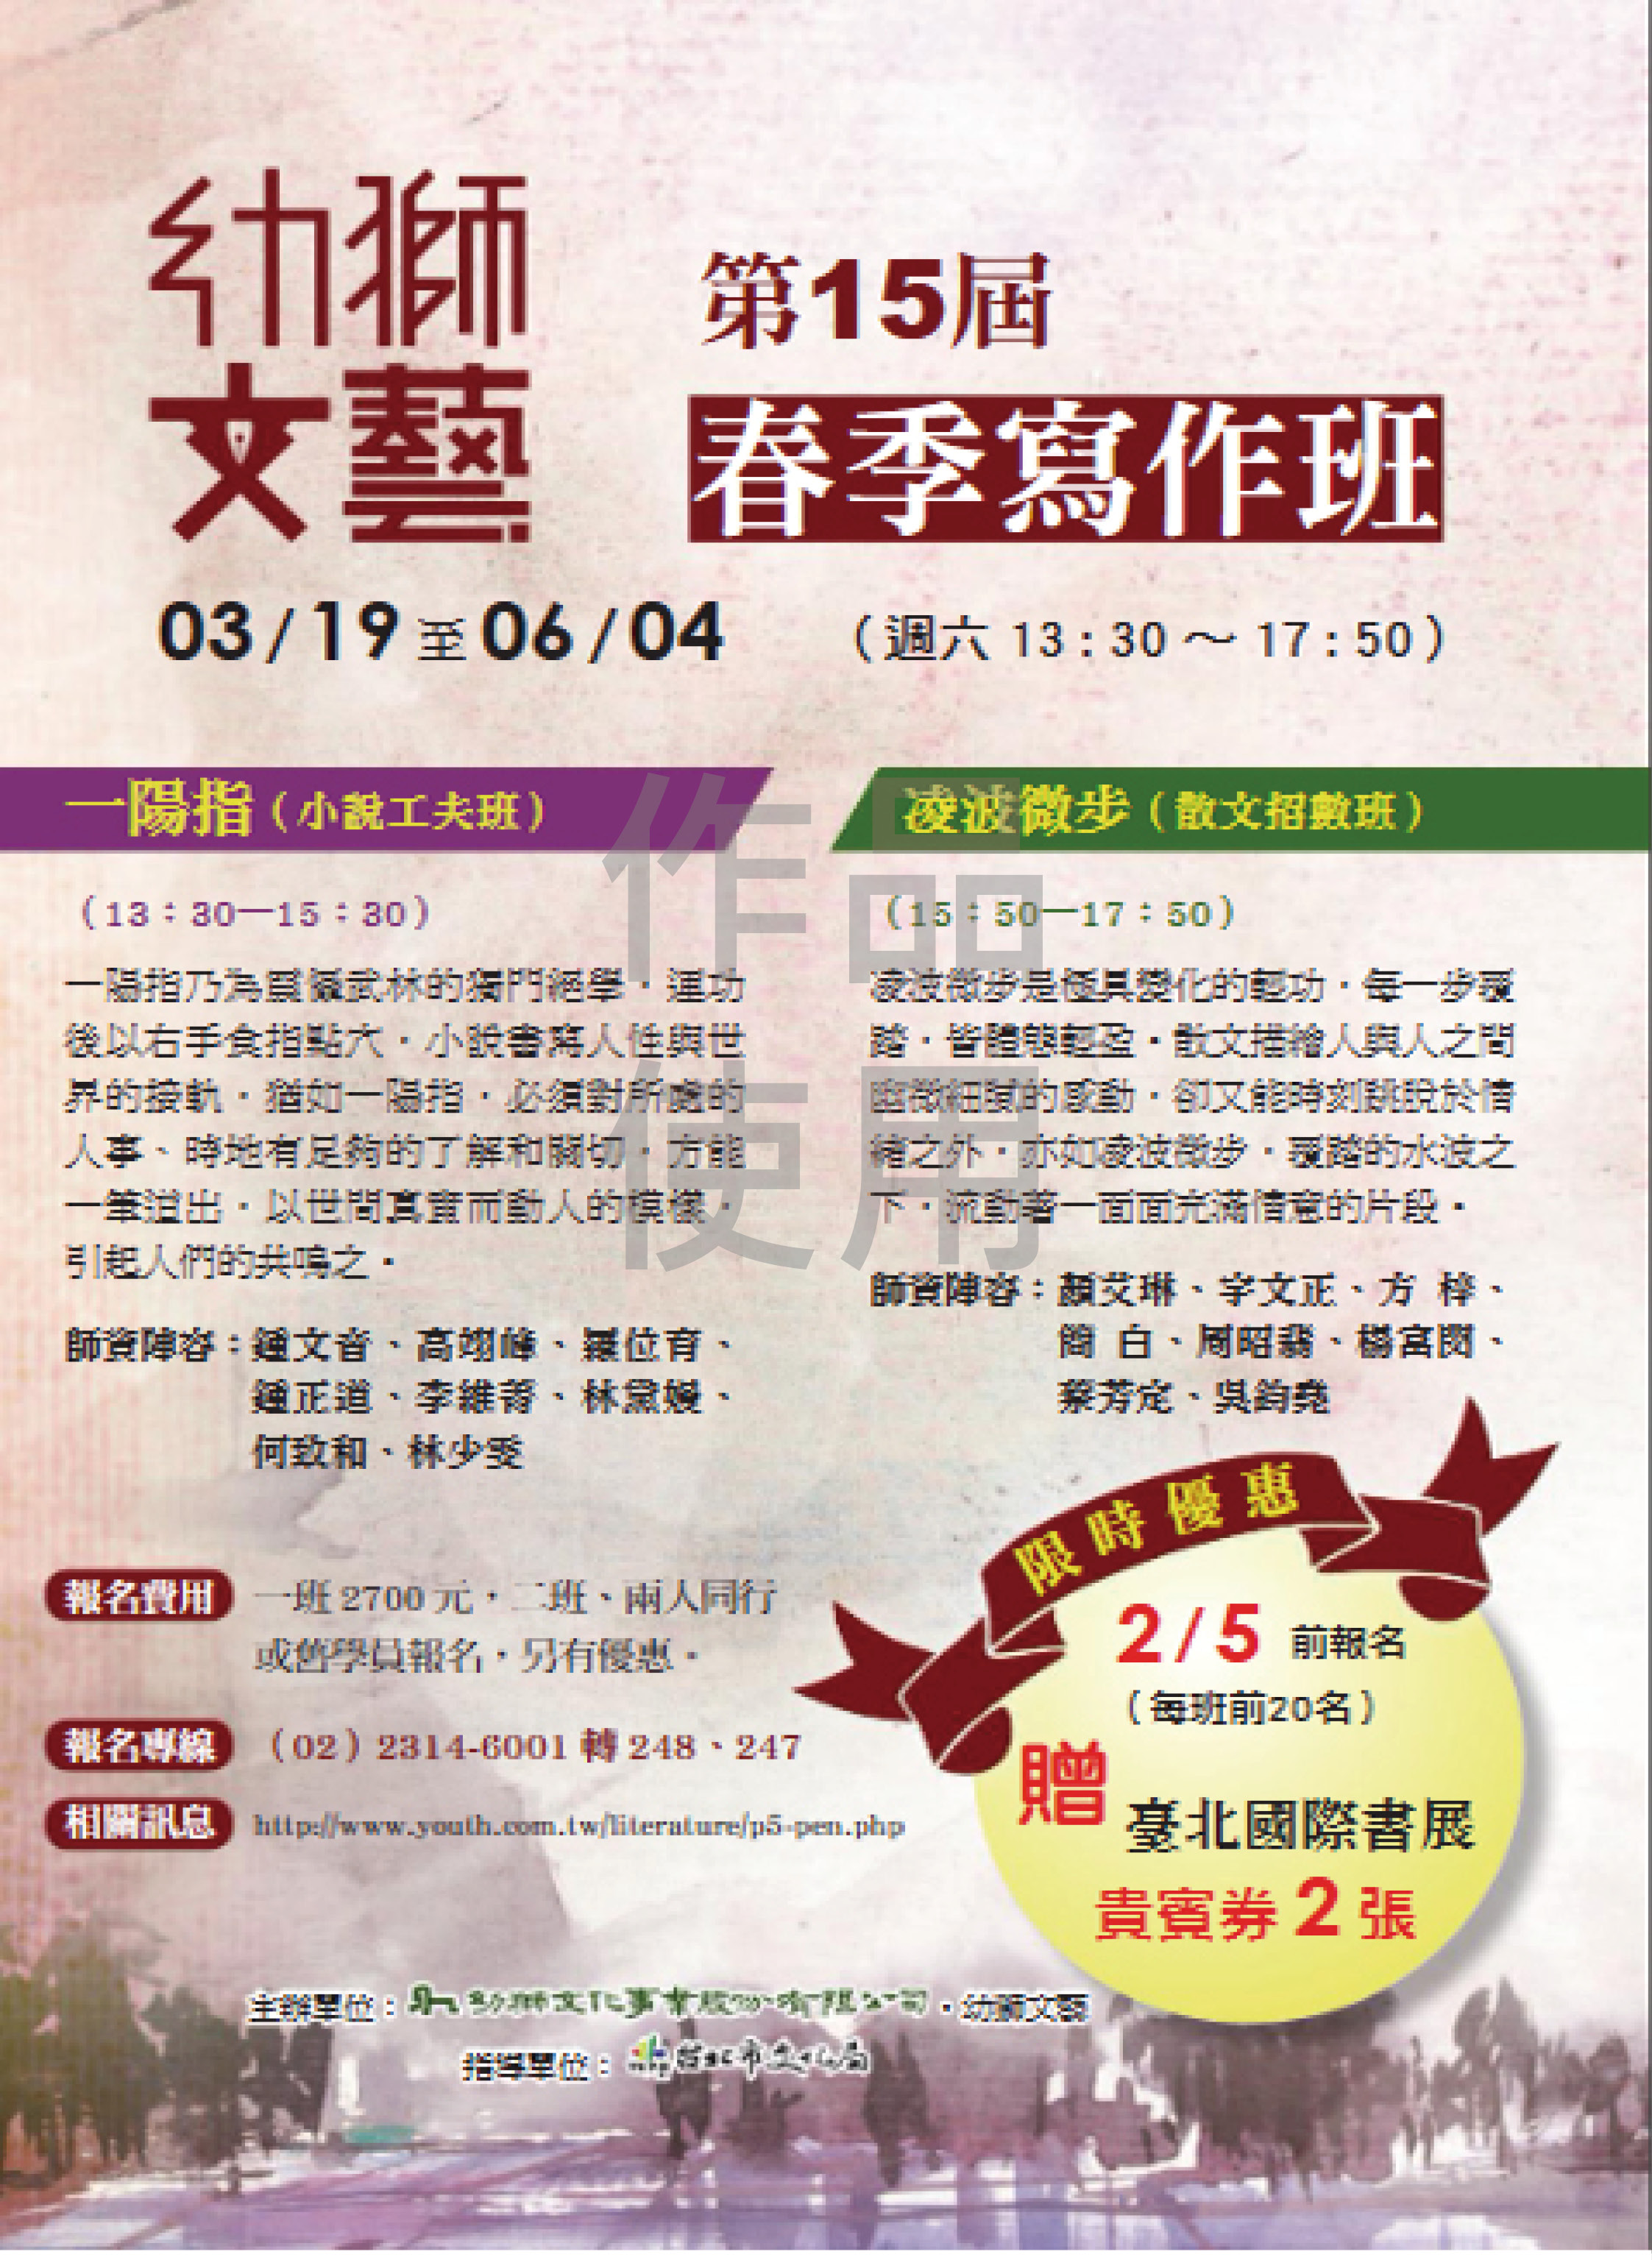 幼獅
文藝
第15屆
春季寫作班
03/19至06/04
（週六 13:30～17:50）
一陽指（小說工夫班）
（13：30—15：30）
一陽指乃為震懾武林的獨門絕學，運功
後以右手食指點穴。小說書寫人性與世
界的接軌，猶如一陽指，必須對所處的
人事、時地有足夠的了解和關切，方能
一筆道出，以世間真實而動人的模樣，
引起人們的共鳴之。
師資陣容：鍾文音、高翊峰、羅位育、
鍾正道、李維菁、林黛嫚、
何致和、林少雯
凌波微步（散文招數班）
（15：50—17：50）
凌波微步是極具變化的輕功，每一步履
踏，皆體態輕盈。散文描繪人與人之間
幽微細膩的感動，卻又能時刻跳脫於情
緒之外，亦如凌波微步，履踏的水波之
下，流動著一面面充滿情意的片段。
師資陣容：顏艾琳、宇文正、方 梓、
簡 白、周昭翡、楊富閔、
蔡芳定、吳鈞堯
限時優惠
2/5 前報名
（每班前20名）
贈
臺北國際書展
貴賓券2張
報名費用 一班2700元，二班、兩人同行
或舊學員報名，另有優惠。
報名專線 （02）2314-6001 轉 248、247
相關訊息 http://www.youth.com.tw/literature/p5-pen.php
主辦單位：幼獅文化事業股份有限公司．幼獅文藝
指導單位：台北市文化局
作品
使用